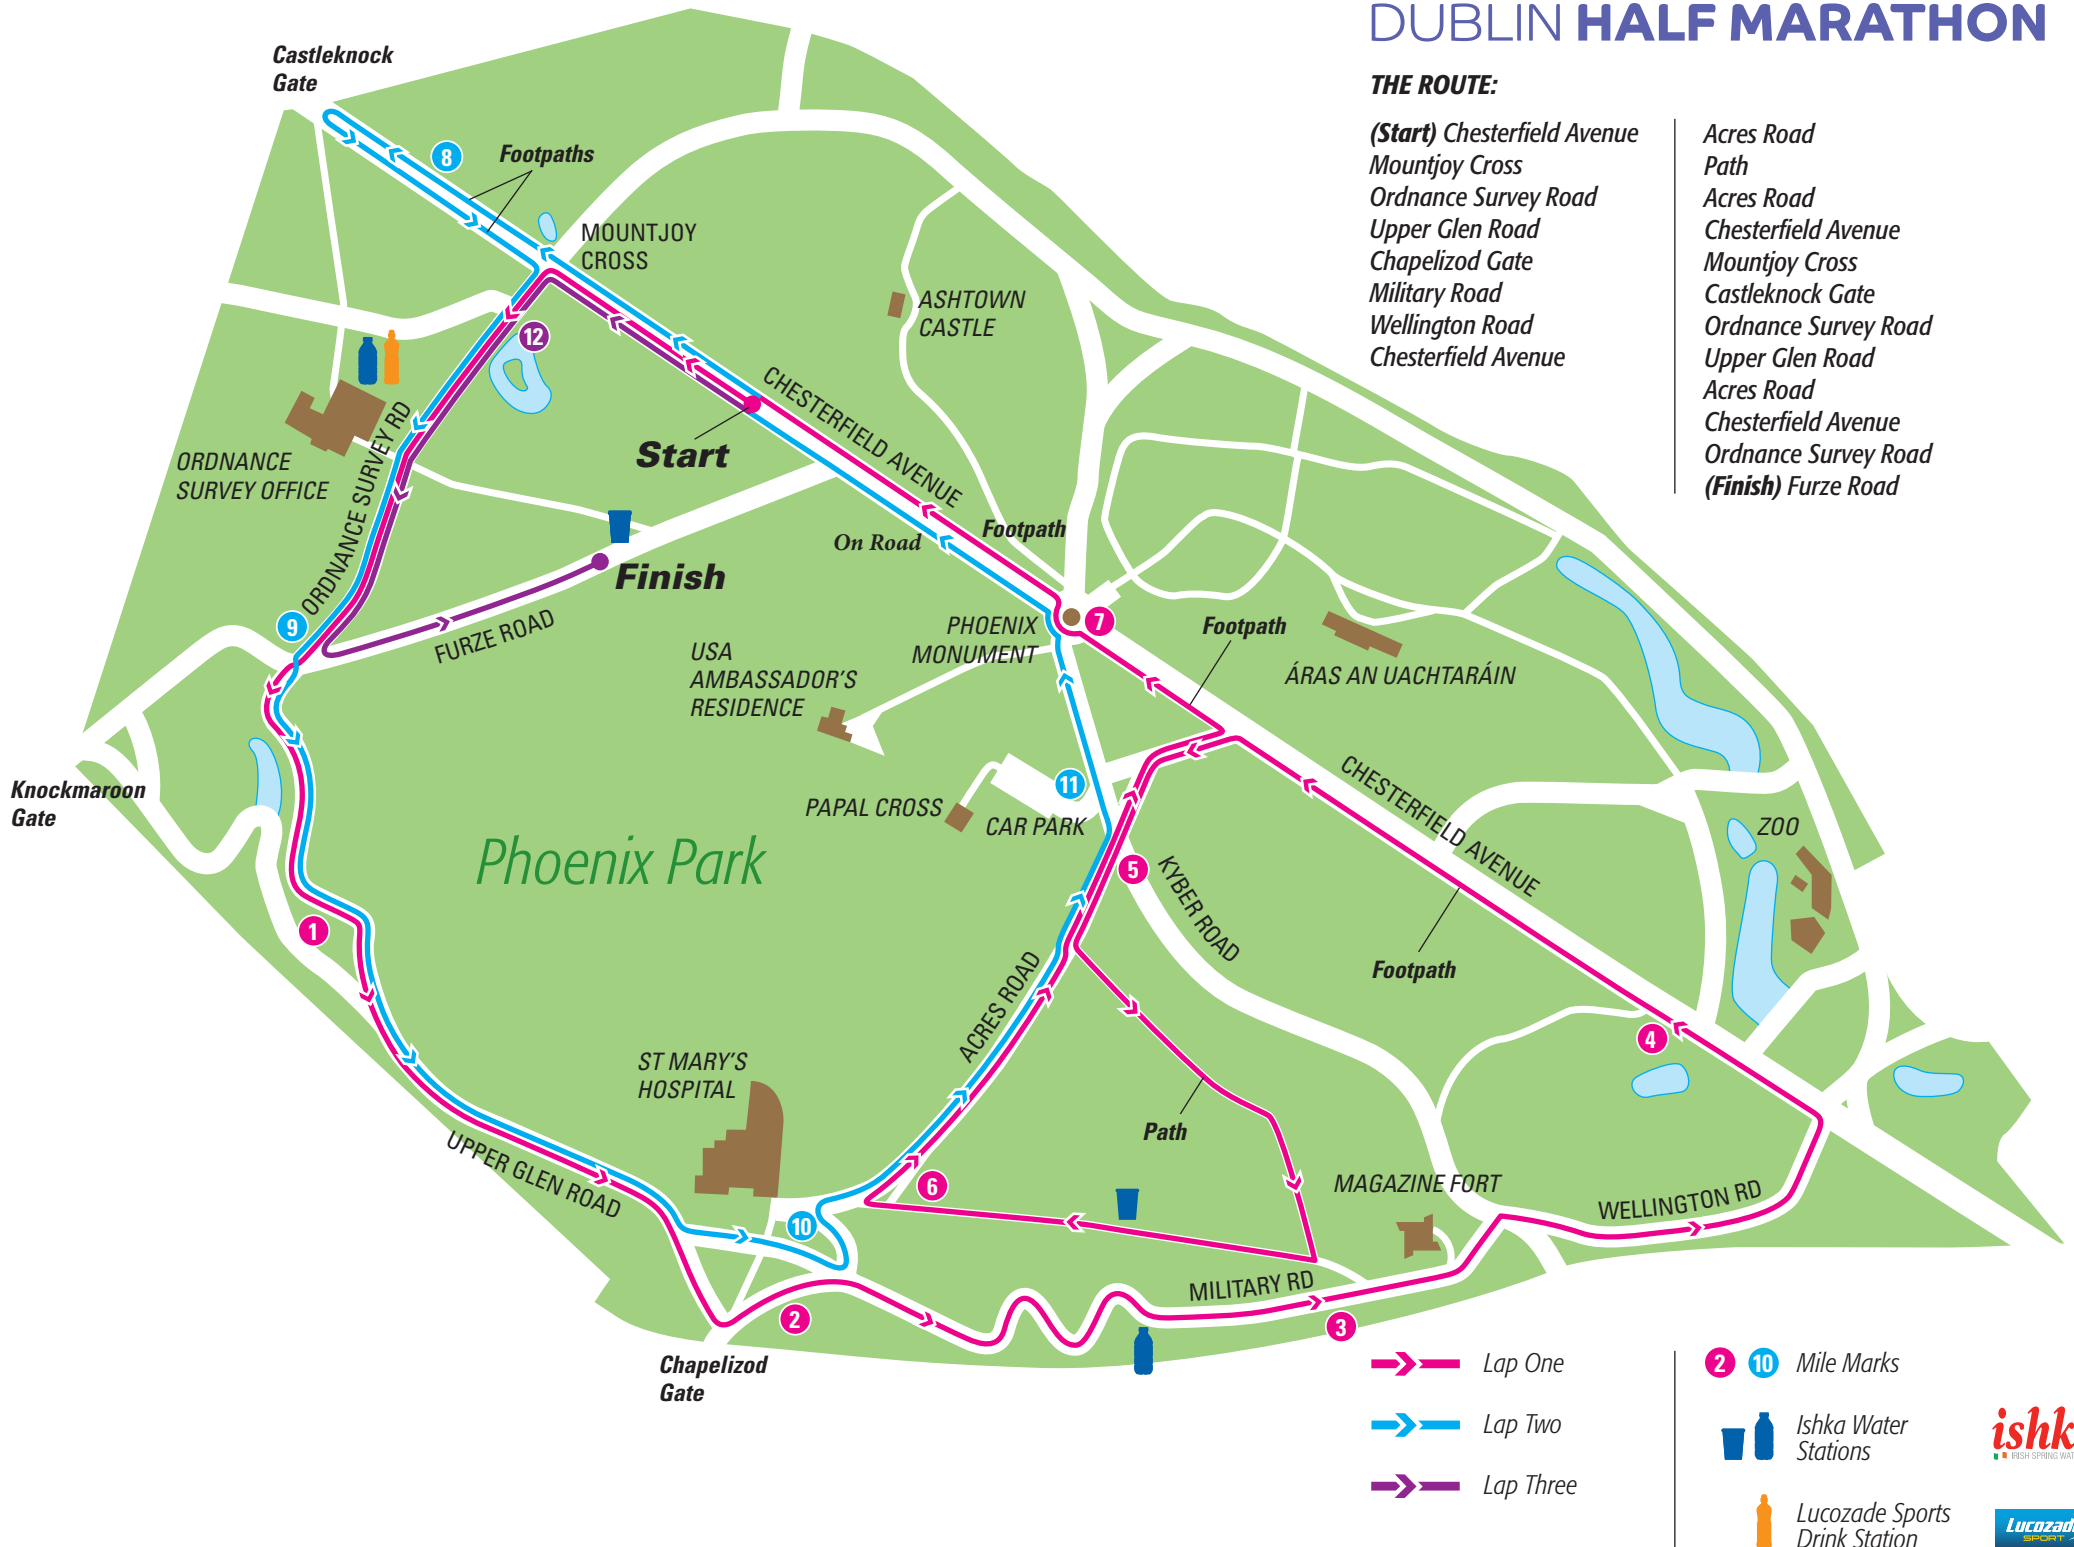 DUBLIN HALF MARATHON
THE ROUTE:
(Start) Chesterfield Avenue
Mountjoy Cross
Ordnance Survey Road
Upper Glen Road
Chapelizod Gate
Military Road
Wellington Road
Chesterfield Avenue
Acres Road
Path
Acres Road
Chesterfield Avenue
Mountjoy Cross
Castleknock Gate
Ordnance Survey Road
Upper Glen Road
Acres Road
Chesterfield Avenue
Ordnance Survey Road
(Finish) Furze Road
Castleknock
Gate
8
Footpaths
MOUNTJOY
CROSS
ASHTOWN
CASTLE
12
CHESTERFIELD AVENUE
Start
ORDNANCE
SURVEY OFFICE
ORDNANCE SURVEY RD
Footpath
On Road
Finish
9
FURZE ROAD
PHOENIX
MONUMENT
7
Footpath
USA
AMBASSADOR'S
RESIDENCE
ÁRAS AN UACHTARÁIN
Knockmaroon
Gate
11
PAPAL CROSS
CAR PARK
CHESTERFIELD AVENUE
ZOO
Phoenix Park
5
KYBER ROAD
1
Footpath
ACRES ROAD
4
ST MARY'S
HOSPITAL
Path
UPPER GLEN ROAD
6
MAGAZINE FORT
WELLINGTON RD
10
MILITARY RD
2
3
Chapelizod
Gate
Lap One
Lap Two
Lap Three
2 10 Mile Marks
Ishka Water
Stations
ishk
IRISH SPRING WAT
Lucozade Sports
Drink Station
Lucozad
SPORT